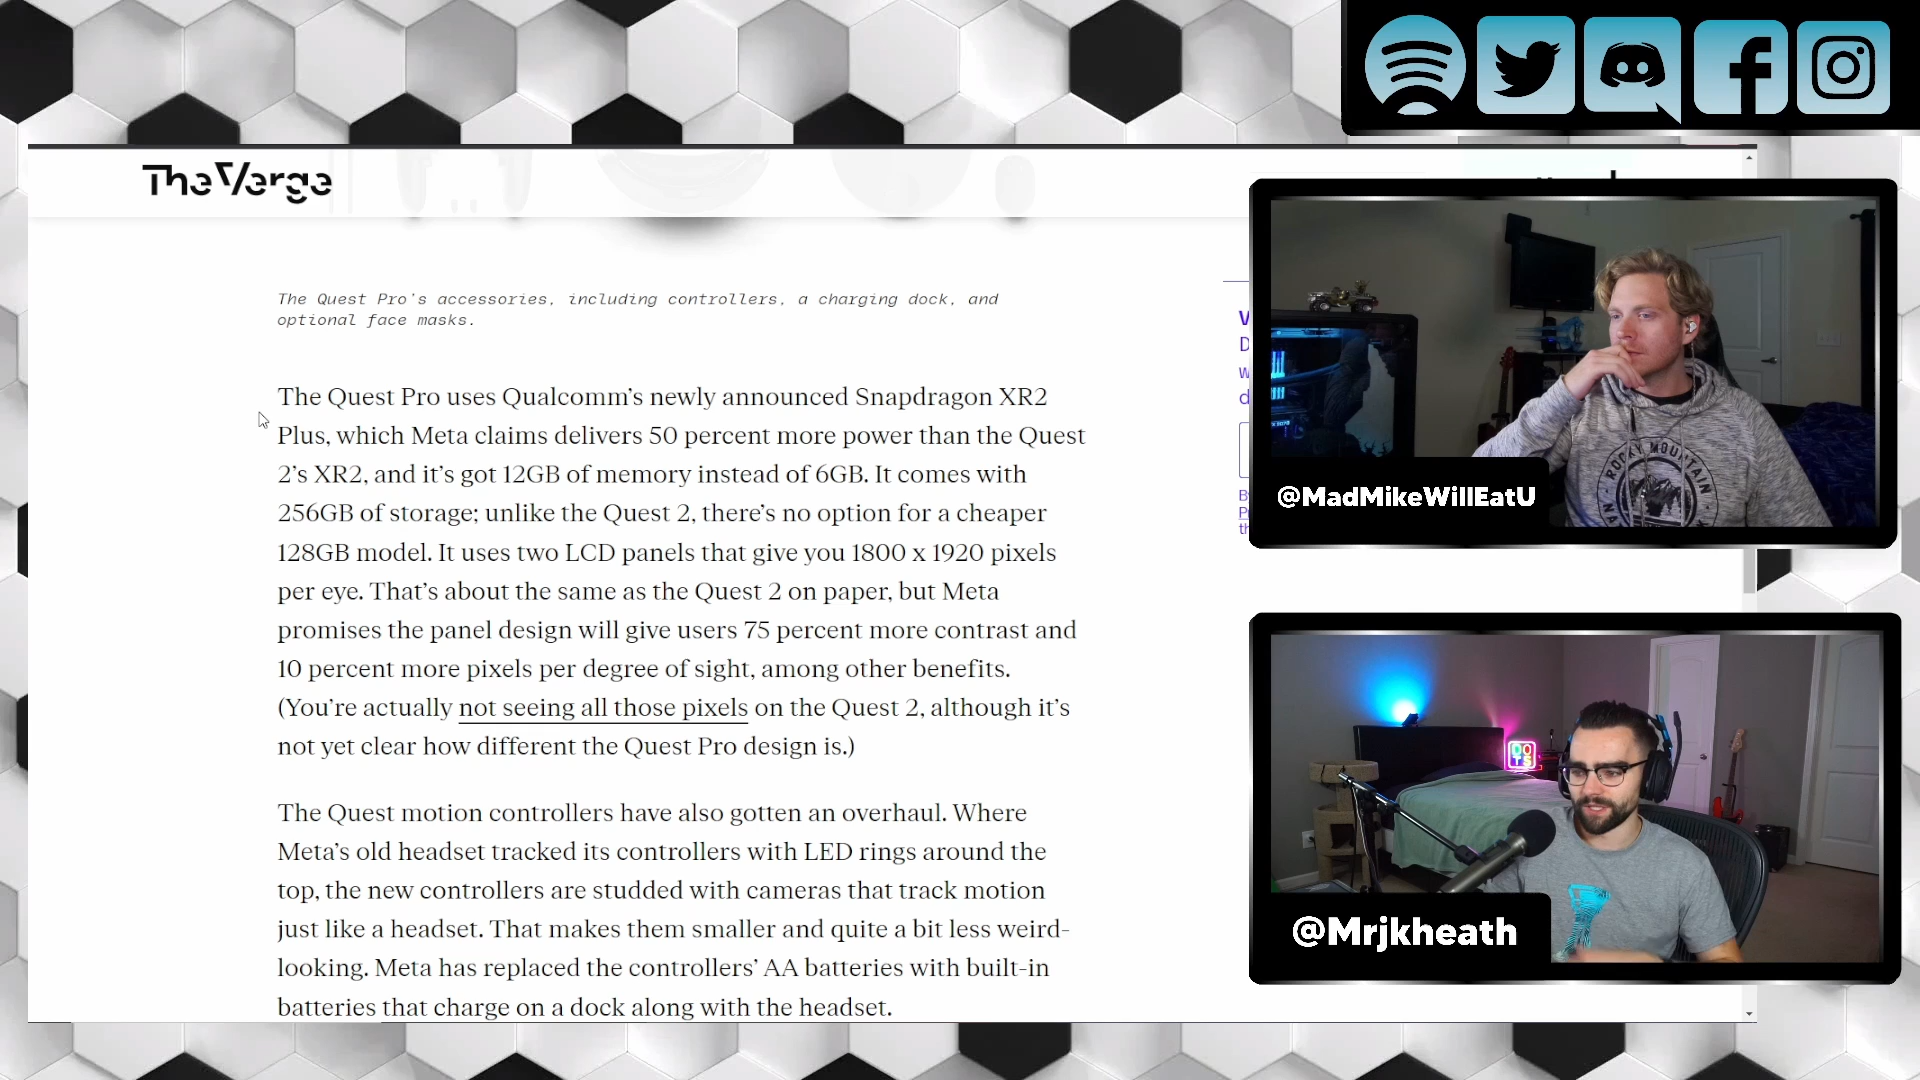 TheVerge
The Quest Pro's accessories, including controllers, a charging dock, and
optional face masks.
The Quest Pro uses Qualcomm's newly announced Snapdragon XR2
Plus, which Meta claims delivers 50 percent more power than the Quest
2's XR2, and it's got 12GB of memory instead of 6GB. It comes with
256GB of storage; unlike the Quest 2, there's no option for a cheaper
128GB model. It uses two LCD panels that give you 1800 x 1920 pixels
per eye. That's about the same as the Quest 2 on paper, but Meta
promises the panel design will give users 75 percent more contrast and
10 percent more pixels per degree of sight, among other benefits.
(You're actually not seeing all those pixels on the Quest 2, although it's
not yet clear how different the Quest Pro design is.)
The Quest motion controllers have also gotten an overhaul. Where
Meta's old headset tracked its controllers with LED rings around the
top, the new controllers are studded with cameras that track motion
just like a headset. That makes them smaller and quite a bit less weird-
looking. Meta has replaced the controllers' AA batteries with built-in
batteries that charge on a dock along with the headset.
ROCKY MOUNTAIN
@MadMikeWillEatU
DO
TS
@Mrjkheath